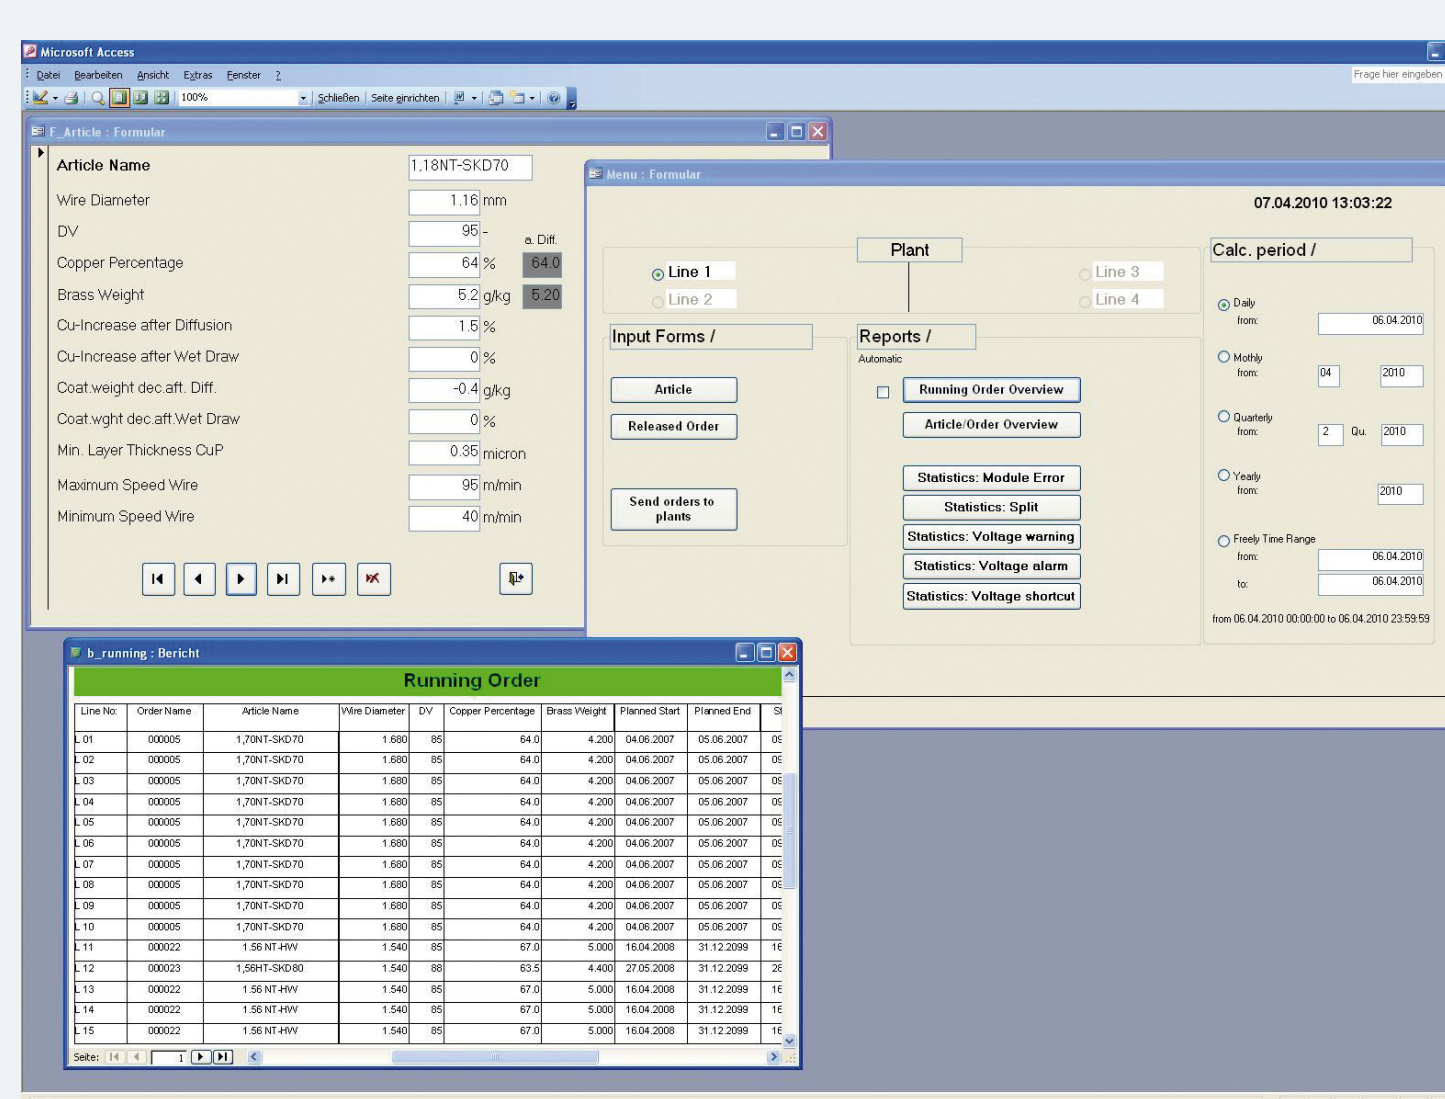 Microsoft Access
Datei Bearbeiten Ansicht Extras Fenster ?
Frage hier eingeben
100% Schließen Seite einrichten
F_Article : Formular
Article Name 1,18NT-SKD70
Wire Diameter 1.16 mm
DV 95 - a. Diff.
Copper Percentage 64 % 64.0
Brass Weight 5.2 g/kg 5.20
Cu-Increase after Diffusion 1.5 %
Cu-Increase after Wet Draw 0 %
Coat.weight dec.aft. Diff. -0.4 g/kg
Coat.wght dec.aft.Wet Draw 0 %
Min. Layer Thickness CuP 0.35 micron
Maximum Speed Wire 95 m/min
Minimum Speed Wire 40 m/min
Menu : Formular
07.04.2010 13:03:22
Plant
Line 1 Line 3
Line 2 Line 4
Input Forms /
Article
Released Order
Send orders to
plants
Reports /
Automatic
Running Order Overview
Article/Order Overview
Statistics: Module Error
Statistics: Split
Statistics: Voltage warning
Statistics: Voltage alarm
Statistics: Voltage shortcut
Calc. period /
Daily
from: 06.04.2010
Mothly
from: 04 2010
Quarterly
from: 2 Qu. 2010
Yearly
from: 2010
Freely Time Range
from: 06.04.2010
to: 06.04.2010
from 06.04.2010 00:00:00 to 06.04.2010 23:59:59
b_running : Bericht
Running Order
Line No: Order Name Article Name Wire Diameter DV Copper Percentage Brass Weight Planned Start Planned End St
L 01 000005 1,70NT-SKD70 1.680 85 64.0 4.200 04.06.2007 05.06.2007 09
L 02 000005 1,70NT-SKD70 1.680 85 64.0 4.200 04.06.2007 05.06.2007 09
L 03 000005 1,70NT-SKD70 1.680 85 64.0 4.200 04.06.2007 05.06.2007 09
L 04 000005 1,70NT-SKD70 1.680 85 64.0 4.200 04.06.2007 05.06.2007 09
L 05 000005 1,70NT-SKD70 1.680 85 64.0 4.200 04.06.2007 05.06.2007 09
L 06 000005 1,70NT-SKD70 1.680 85 64.0 4.200 04.06.2007 05.06.2007 09
L 07 000005 1,70NT-SKD70 1.680 85 64.0 4.200 04.06.2007 05.06.2007 09
L 08 000005 1,70NT-SKD70 1.680 85 64.0 4.200 04.06.2007 05.06.2007 09
L 09 000005 1,70NT-SKD70 1.680 85 64.0 4.200 04.06.2007 05.06.2007 09
L 10 000005 1,70NT-SKD70 1.680 85 64.0 4.200 04.06.2007 05.06.2007 09
L 11 000022 1.56 NT-HW 1.540 85 67.0 5.000 16.04.2008 31.12.2099 16
L 12 000023 1,56HT-SKD80 1.540 88 63.5 4.400 27.05.2008 31.12.2099 28
L 13 000022 1.56 NT-HW 1.540 85 67.0 5.000 16.04.2008 31.12.2099 16
L 14 000022 1.56 NT-HW 1.540 85 67.0 5.000 16.04.2008 31.12.2099 16
L 15 000022 1.56 NT-HW 1.540 85 67.0 5.000 16.04.2008 31.12.2099 16
Seite: 1